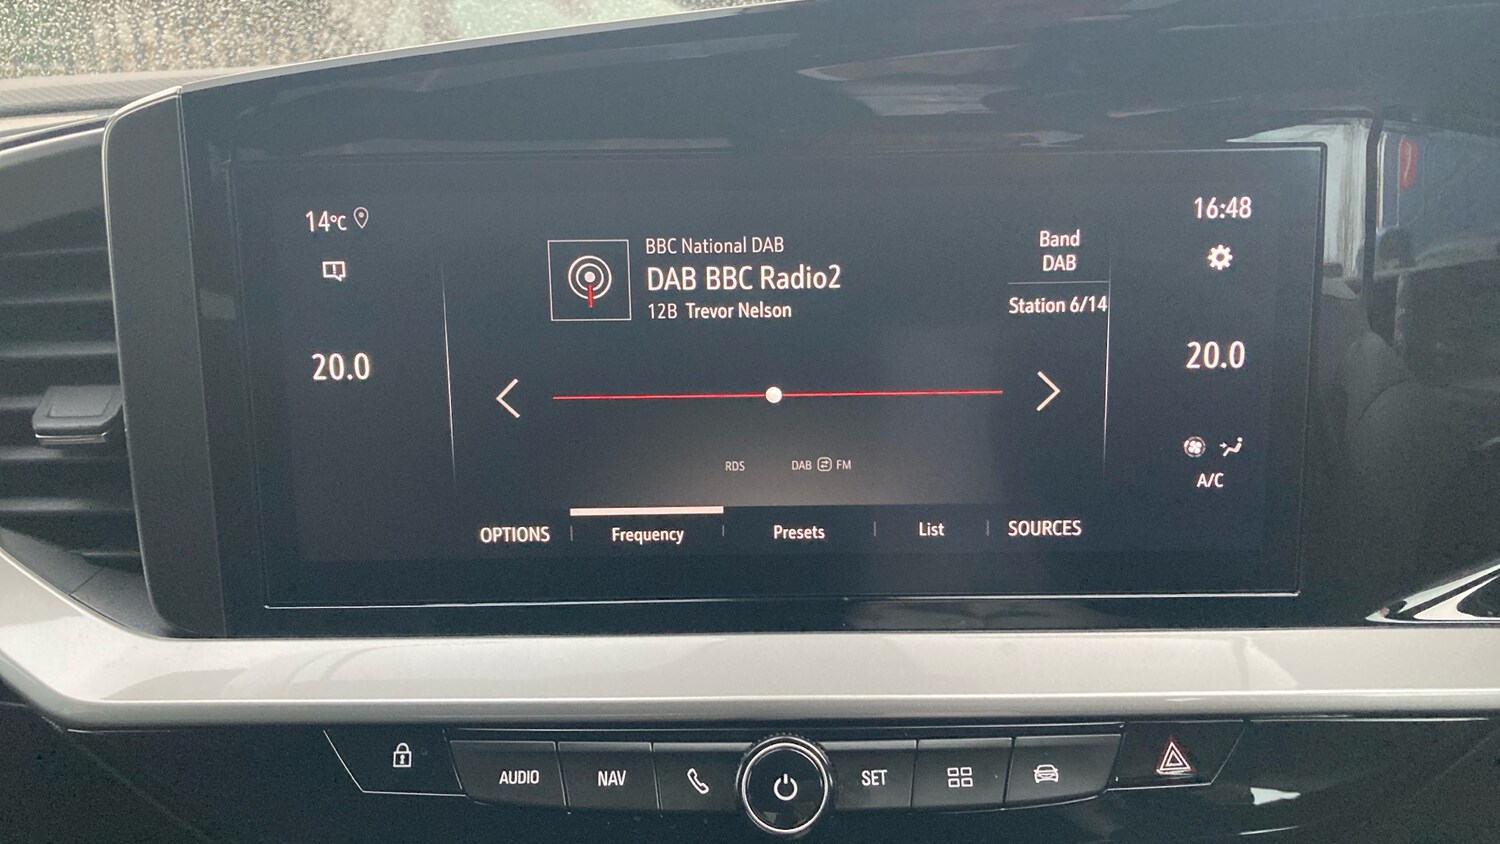 14°C
20.0
BBC National DAB
DAB BBC Radio2
12B Trevor Nelson
Band
DAB
Station 6/14
16:48
20.0
A/C
RDS
DAB FM
OPTIONS
Frequency
Presets
List
SOURCES
AUDIO
NAV
SET